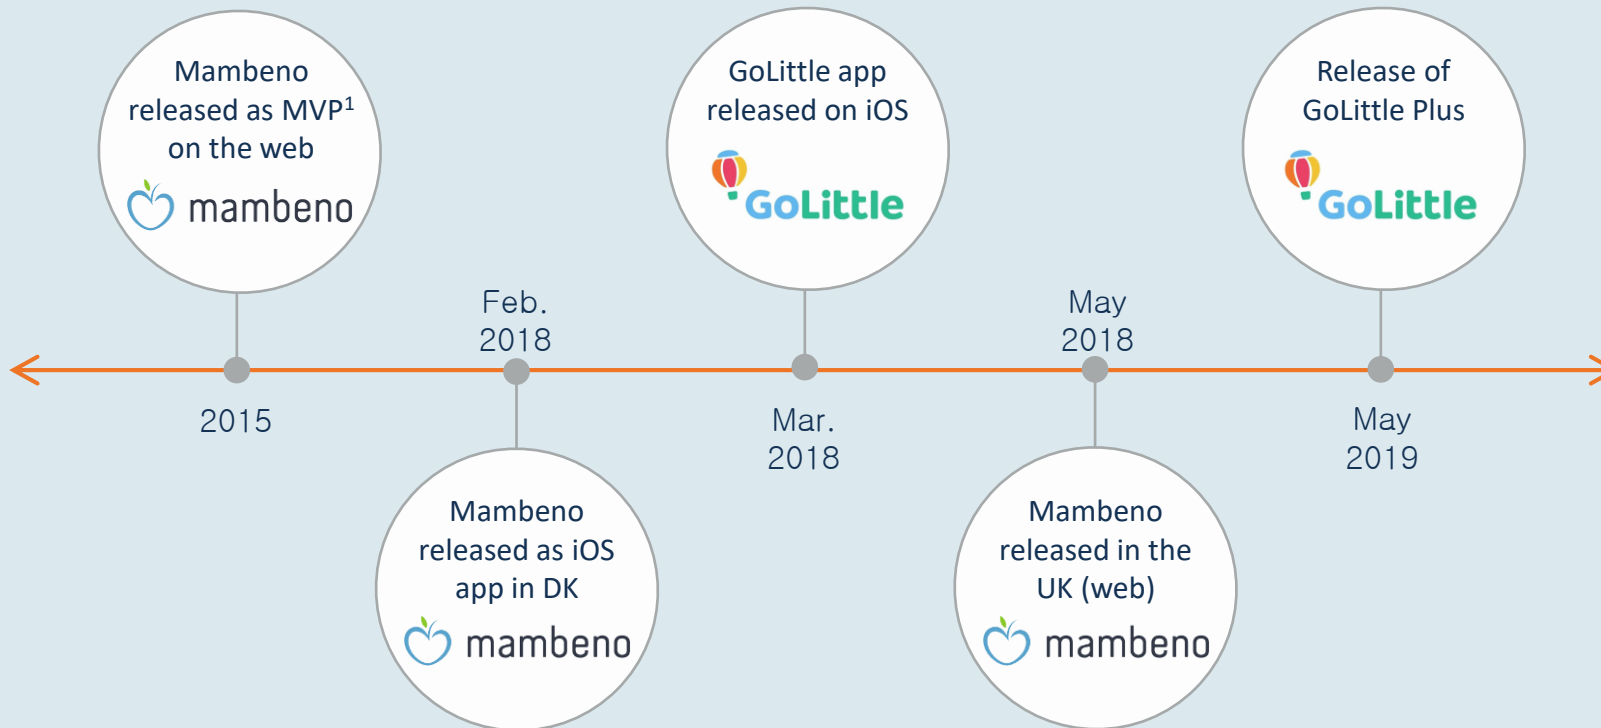 Mambeno
released as MVP¹
on the web
mambeno
2015
Feb.
2018
Mambeno
released as iOS
app in DK
mambeno
GoLittle app
released on iOS
GoLittle
Mar.
2018
May
2018
Mambeno
released in the
UK (web)
mambeno
Release of
GoLittle Plus
GoLittle
May
2019